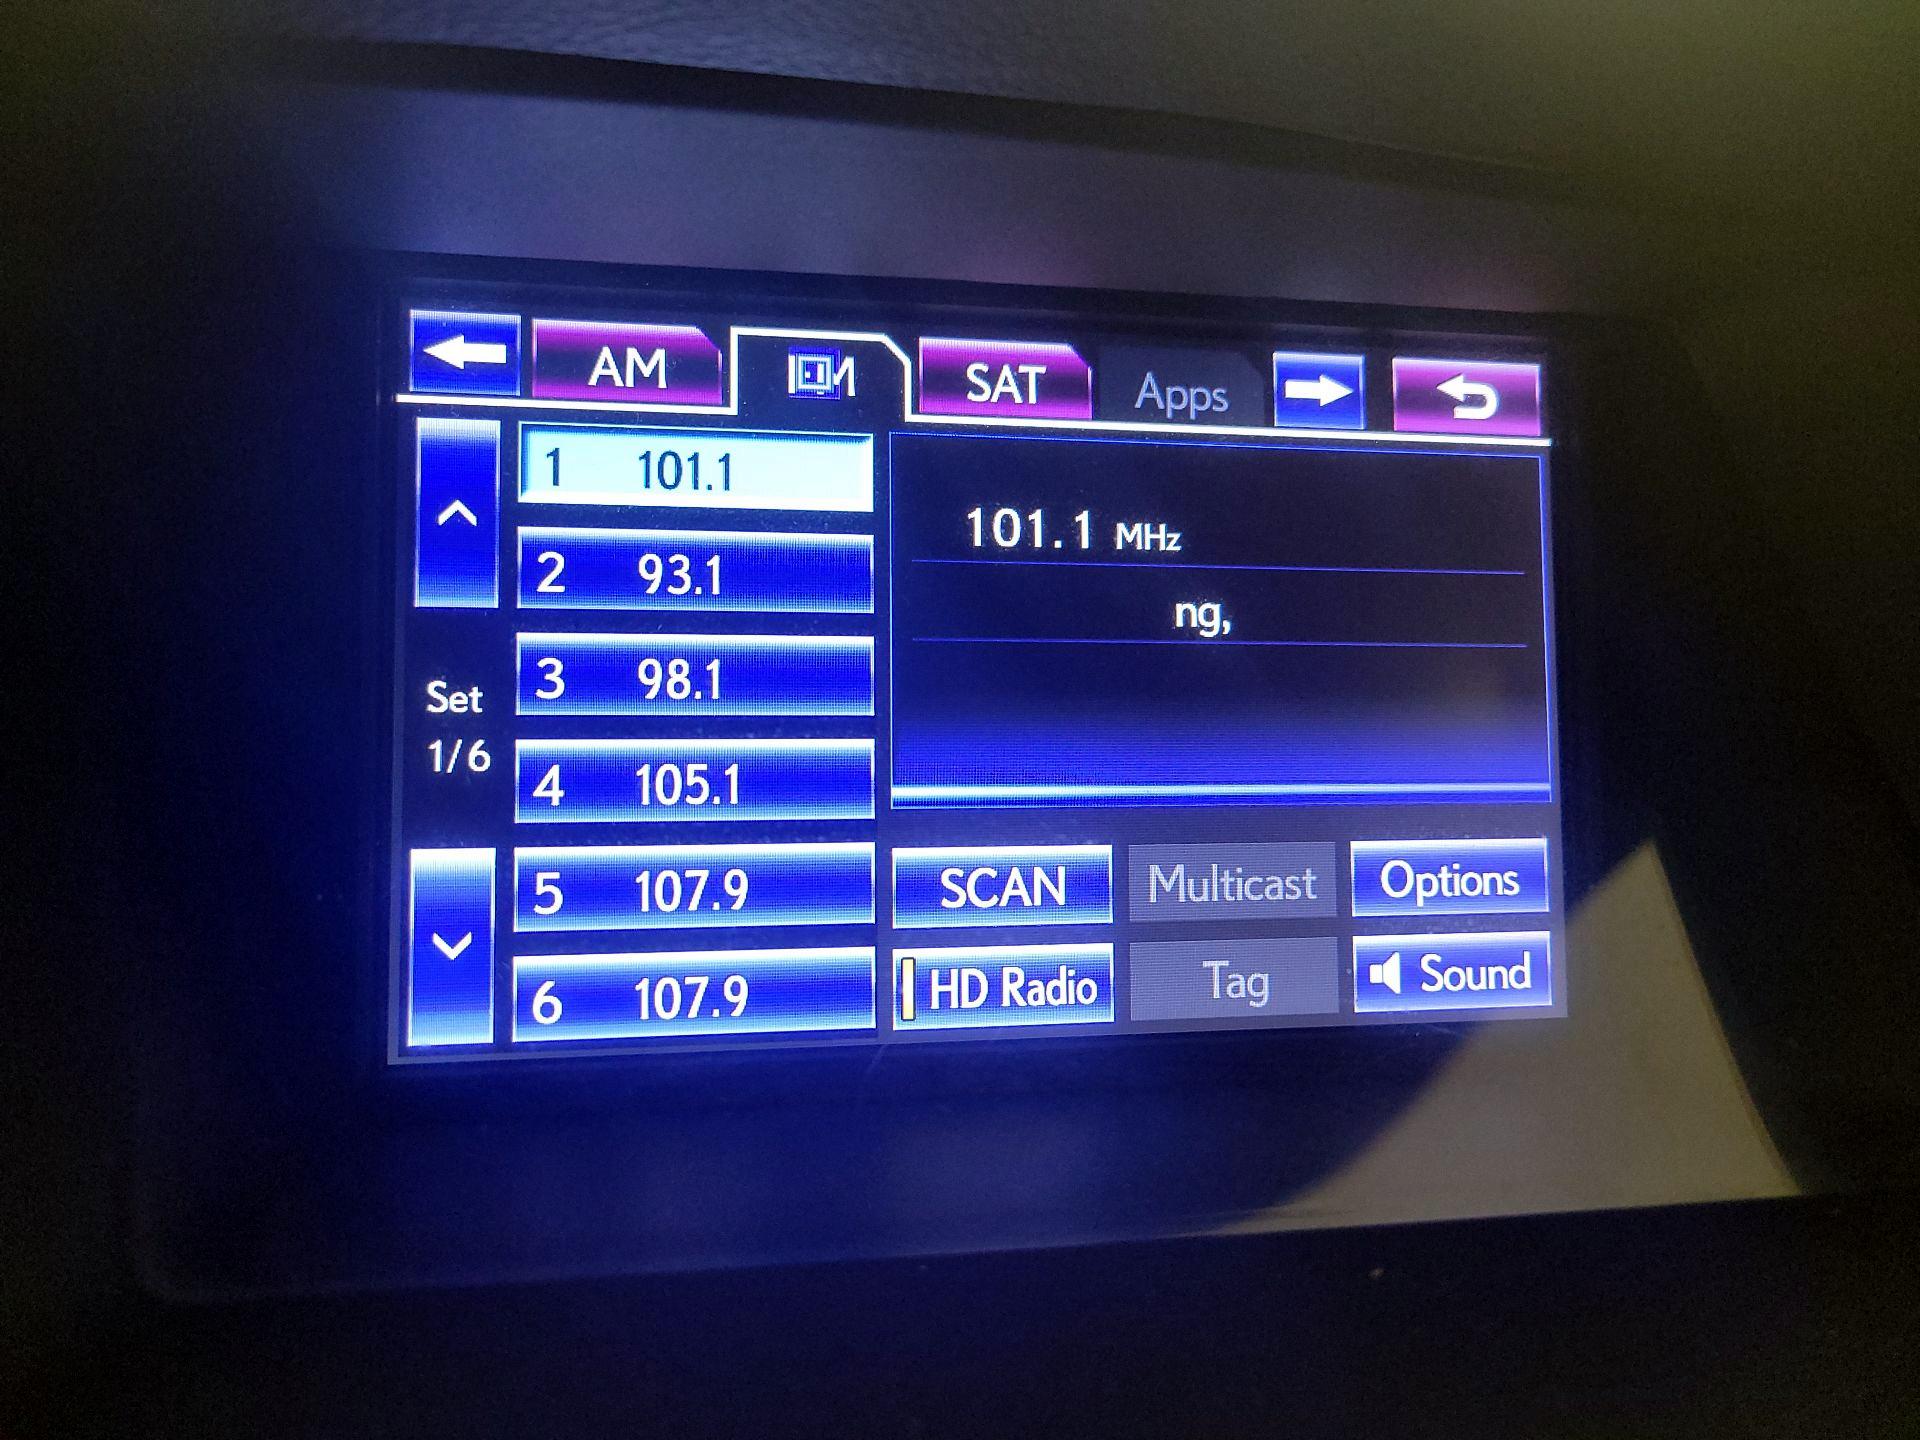 AM
SAT
Apps
1 101.1
2 93.1
3 98.1
4 105.1
5 107.9
6 107.9
Set
1/6
101.1 MHz
ng,
SCAN
Multicast
Options
HD Radio
Tag
Sound